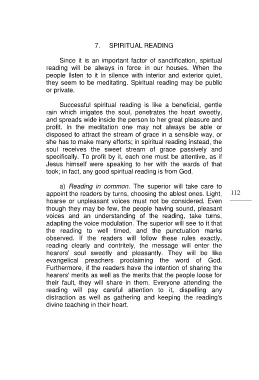 7. SPIRITUAL READING
Since it is an important factor of sanctification, spiritual
reading will be always in force in our houses. When the
people listen to it in silence with interior and exterior quiet,
they seem to be meditating. Spiritual reading may be public
or private.
Successful spiritual reading is like a beneficial, gentle
rain which irrigates the soul, penetrates the heart sweetly,
and spreads wide inside the person to her great pleasure and
profit. In the meditation one may not always be able or
disposed to attract the stream of grace in a sensible way, or
she has to make many efforts; in spiritual reading instead, the
soul receives the sweet stream of grace passively and
specifically. To profit by it, each one must be attentive, as if
Jesus himself were speaking to her with the wards of that
took; in fact, any good spiritual reading is from God.
a) Reading in common. The superior will take care to
appoint the readers by turns, choosing the ablest ones. Light,
hoarse or unpleasant voices must not be considered. Even
though they may be few, the people having sound, pleasant
voices and an understanding of the reading, take turns,
adapting the voice modulation. The superior will see to it that
the reading to well timed, and the punctuation marks
observed. If the readers will follow these rules exactly,
reading clearly and contritely, the message will enter the
hearers' soul sweetly and pleasantly. They will be like
evangelical preachers proclaiming the word of God.
Furthermore, if the readers have the intention of sharing the
hearers' merits as well as the merits that the people loose for
their fault, they will share in them. Everyone attending the
reading will pay careful attention to it, dispelling any
distraction as well as gathering and keeping the reading's
divine teaching in their heart.
112